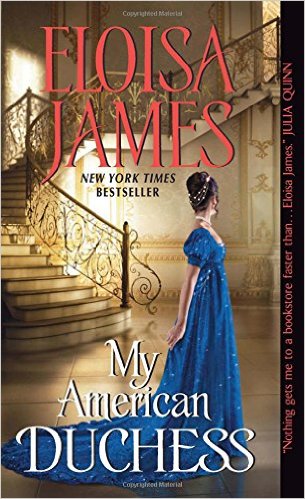 ELOISA
JAMES
NEW YORK TIMES
BESTSELLER
My
American
DUCHESS
"Nothing gets me to a bookstore faster than...Eloisa James." JULIA QUINN